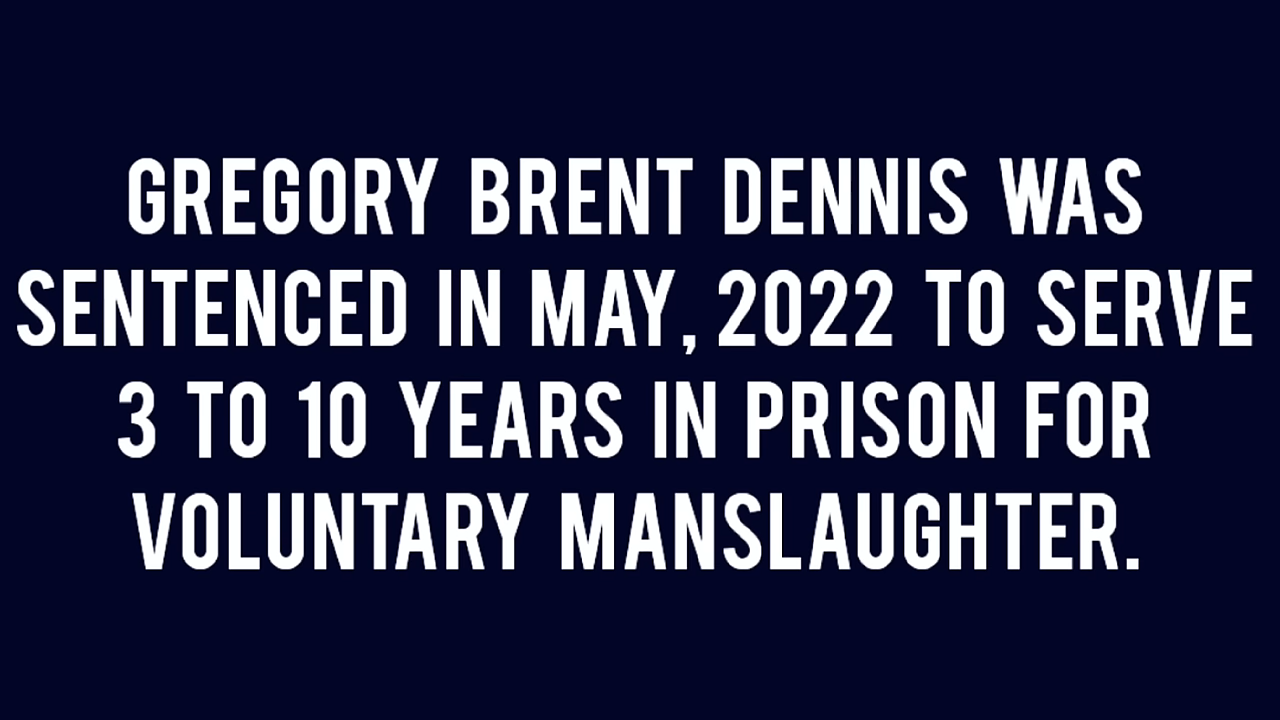 GREGORY BRENT DENNIS WAS
SENTENCED IN MAY, 2022 TO SERVE
3 TO 10 YEARS IN PRISON FOR
VOLUNTARY MANSLAUGHTER.